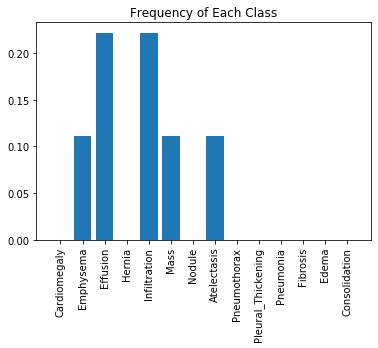 Frequency of Each Class
0.20
0.15
0.10
0.05
0.00
Cardiomegaly
Emphysema
Effusion
Hernia
Infiltration
Mass
Nodule
Atelectasis
Pneumothorax
Pleural_Thickening
Pneumonia
Fibrosis
Edema
Consolidation